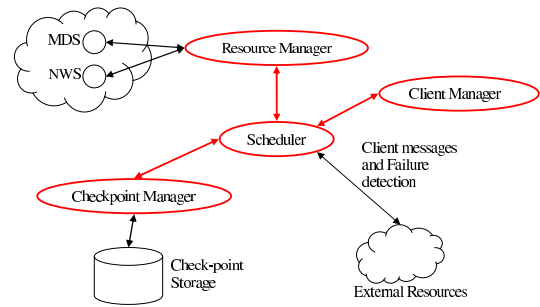 MDS
NWS
Resource Manager
Client Manager
Scheduler
Client messages
and Failure
detection
Checkpoint Manager
Check-point
Storage
External Resources